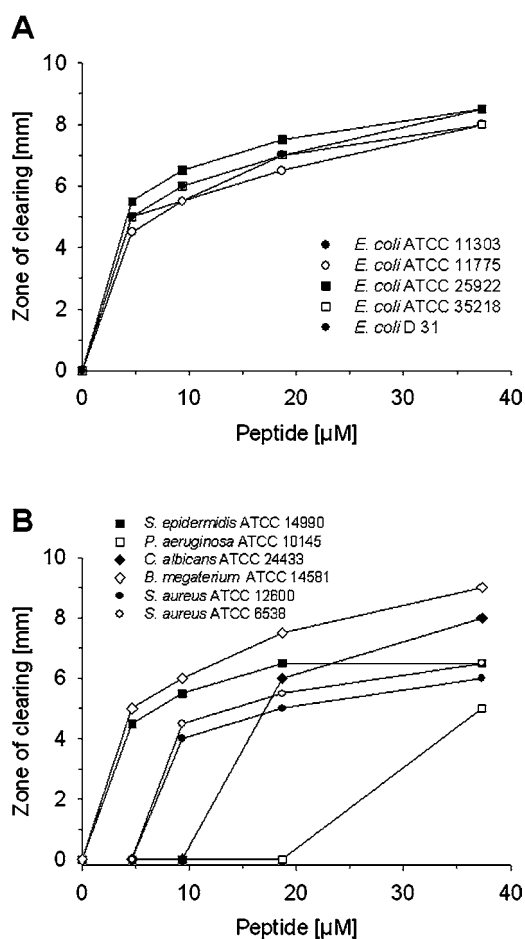 A
10
8
6
4
2
0
Zone of clearing [mm]
E. coli ATCC 11303
E. coli ATCC 11775
E. coli ATCC 25922
E. coli ATCC 35218
E. coli D 31
0 10 20 30 40
Peptide [µM]
B
S. epidermidis ATCC 14990
P. aeruginosa ATCC 10145
C. albicans ATCC 24433
B. megaterium ATCC 14581
S. aureus ATCC 12600
S. aureus ATCC 6538
10
8
6
4
2
0
Zone of clearing [mm]
0 10 20 30 40
Peptide [µM]